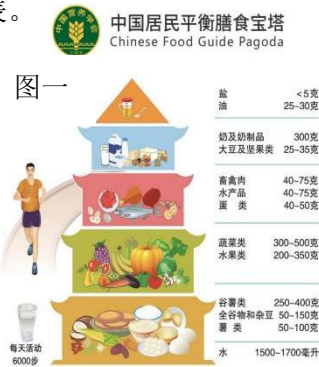 表。
中国营养学会
中国居民平衡膳食宝塔
Chinese Food Guide Pagoda
图一
盐 <5克
油 25~30克
奶及奶制品 300克
大豆及坚果类 25~35克
畜禽肉 40~75克
水产品 40~75克
蛋 类 40~50克
蔬菜类 300~500克
水果类 200~350克
谷薯类 250~400克
全谷物和杂豆 50~150克
薯 类 50~100克
水 1500~1700毫升
每天活动
6000步